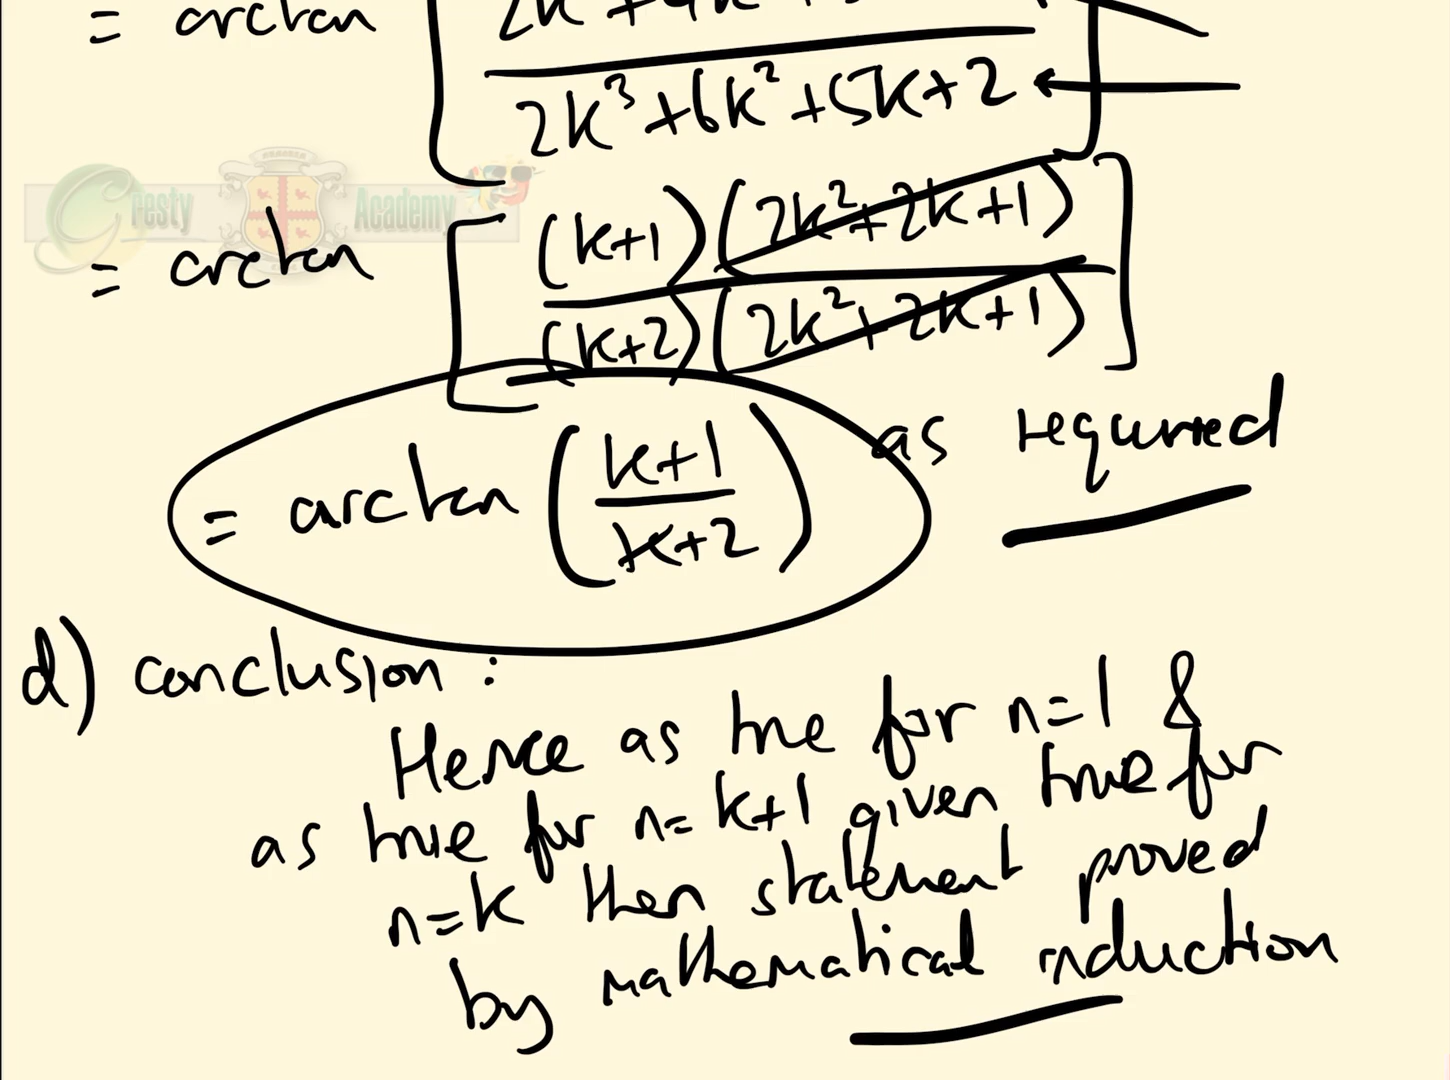 = arctan
2k³+6k²+5k+2
Cresty Academy
= arctan [ (k+1)(2k²+2k+1) / (k+2)(2k²+2k+1) ]
= arctan ( k+1 / k+2 ) as required
d) conclusion :
Hence as true for n=1 &
as true for n=k+1 given true for
n=k then statement proved
by mathematical induction